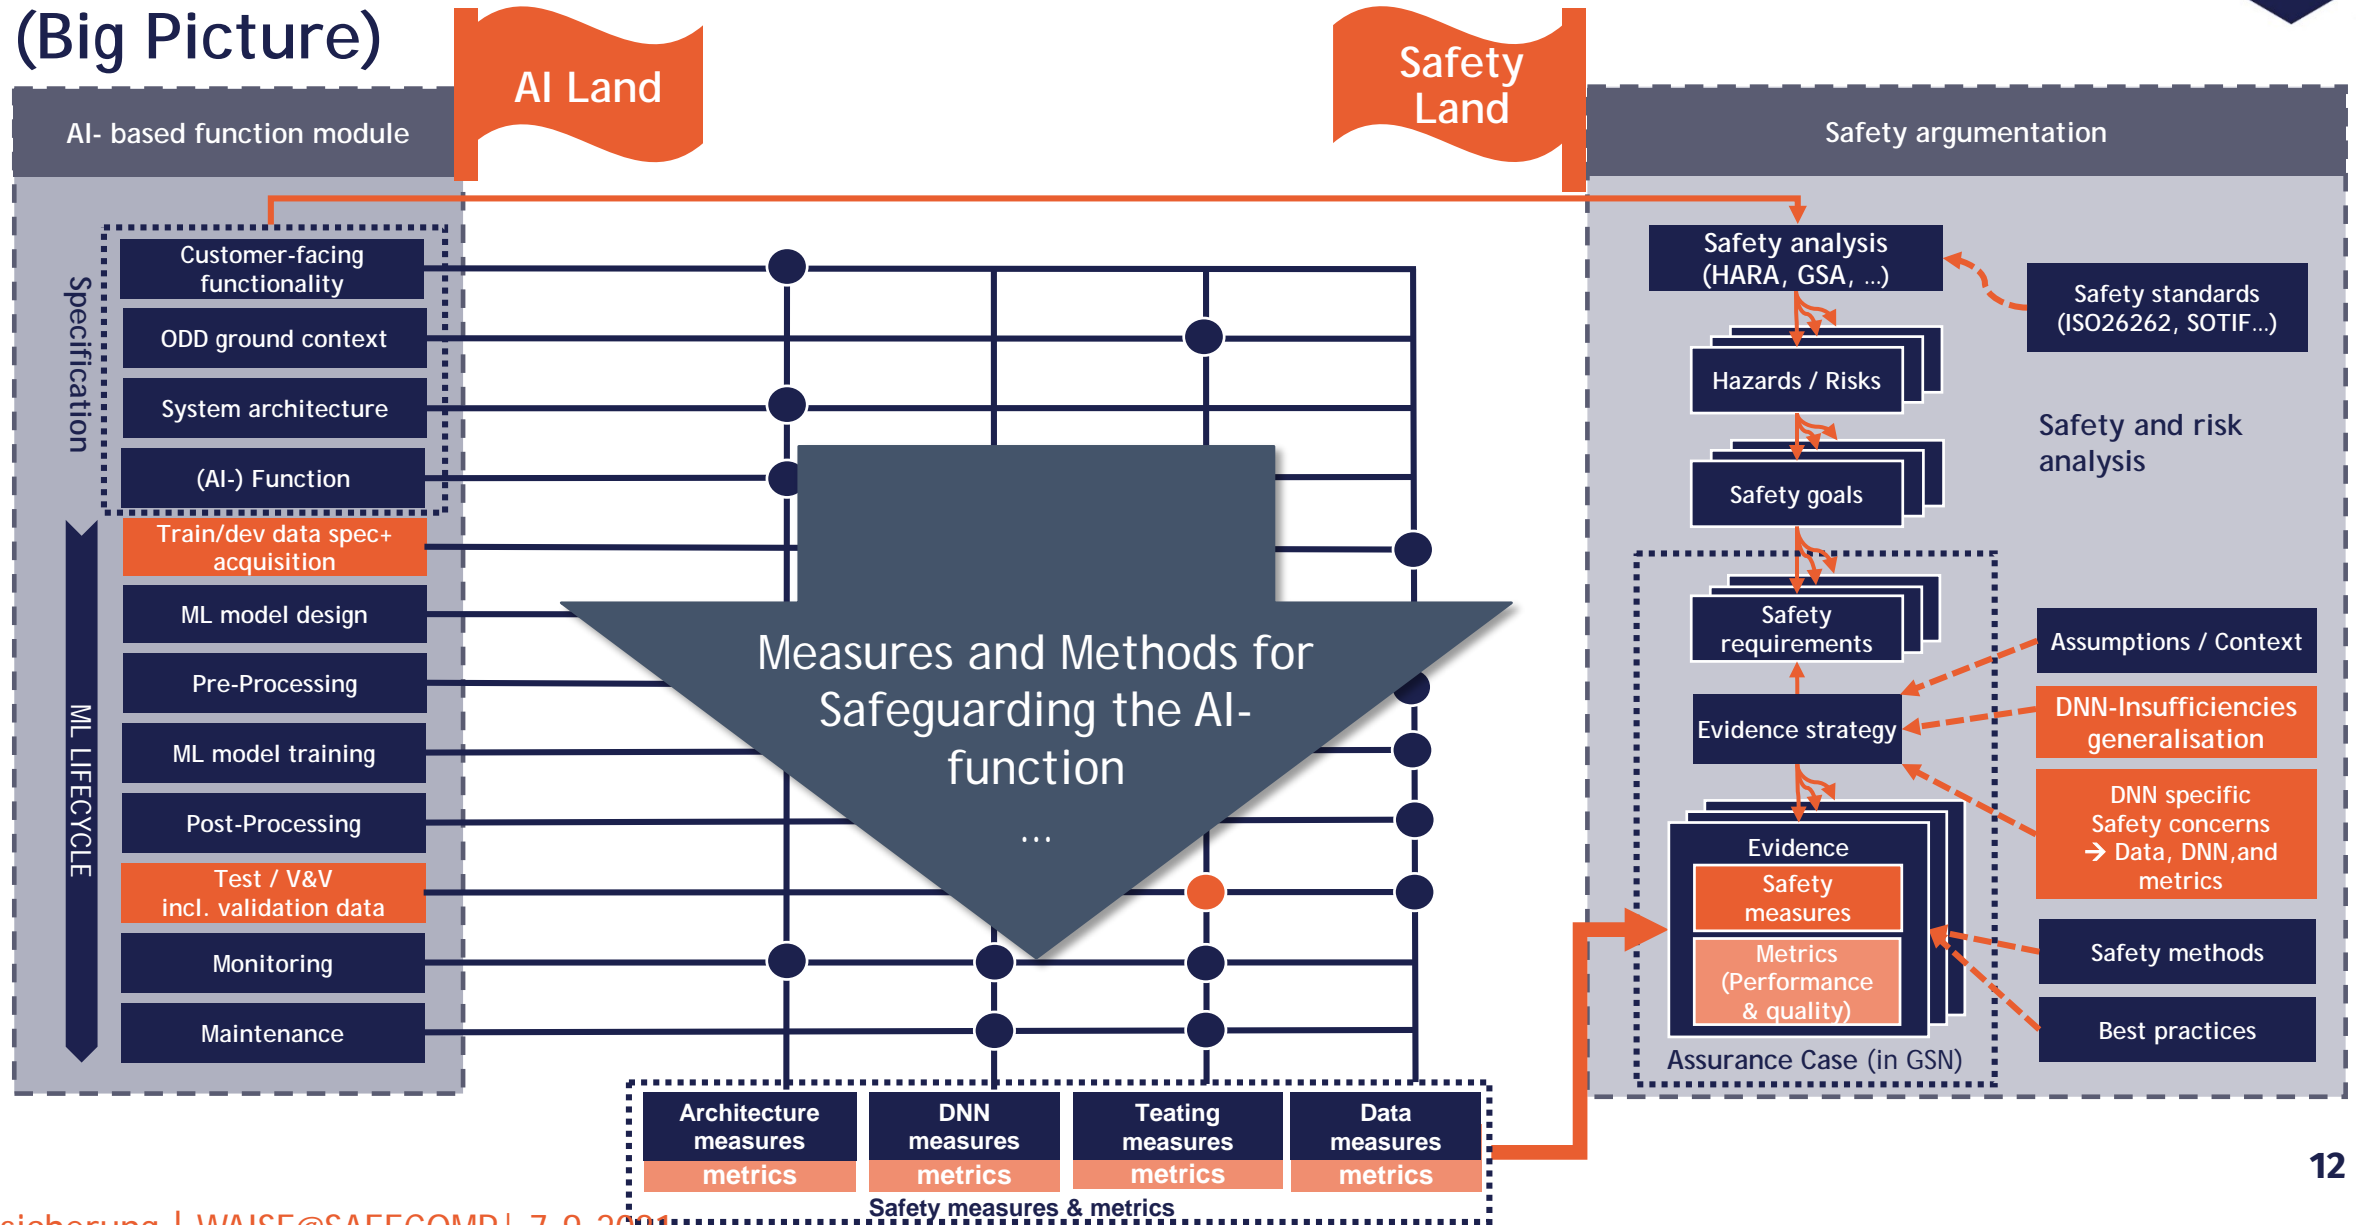 (Big Picture)
AI Land
Safety
Land
AI- based function module
Safety argumentation
Specification
Customer-facing
functionality
ODD ground context
System architecture
(AI-) Function
ML LIFECYCLE
Train/dev data spec+
acquisition
ML model design
Pre-Processing
ML model training
Post-Processing
Test / V&V
incl. validation data
Monitoring
Maintenance
Measures and Methods for
Safeguarding the AI-
function
...
Architecture
measures
metrics
DNN
measures
metrics
Teating
measures
metrics
Data
measures
metrics
Safety measures & metrics
Safety analysis
(HARA, GSA, ...)
Safety standards
(ISO26262, SOTIF...)
Hazards / Risks
Safety and risk
analysis
Safety goals
Safety
requirements
Assumptions / Context
Evidence strategy
DNN-Insufficiencies
generalisation
DNN specific
Safety concerns
→ Data, DNN,and
metrics
Evidence
Safety
measures
Metrics
(Performance
& quality)
Safety methods
Best practices
Assurance Case (in GSN)
12
WAISE@SAFECOMP|